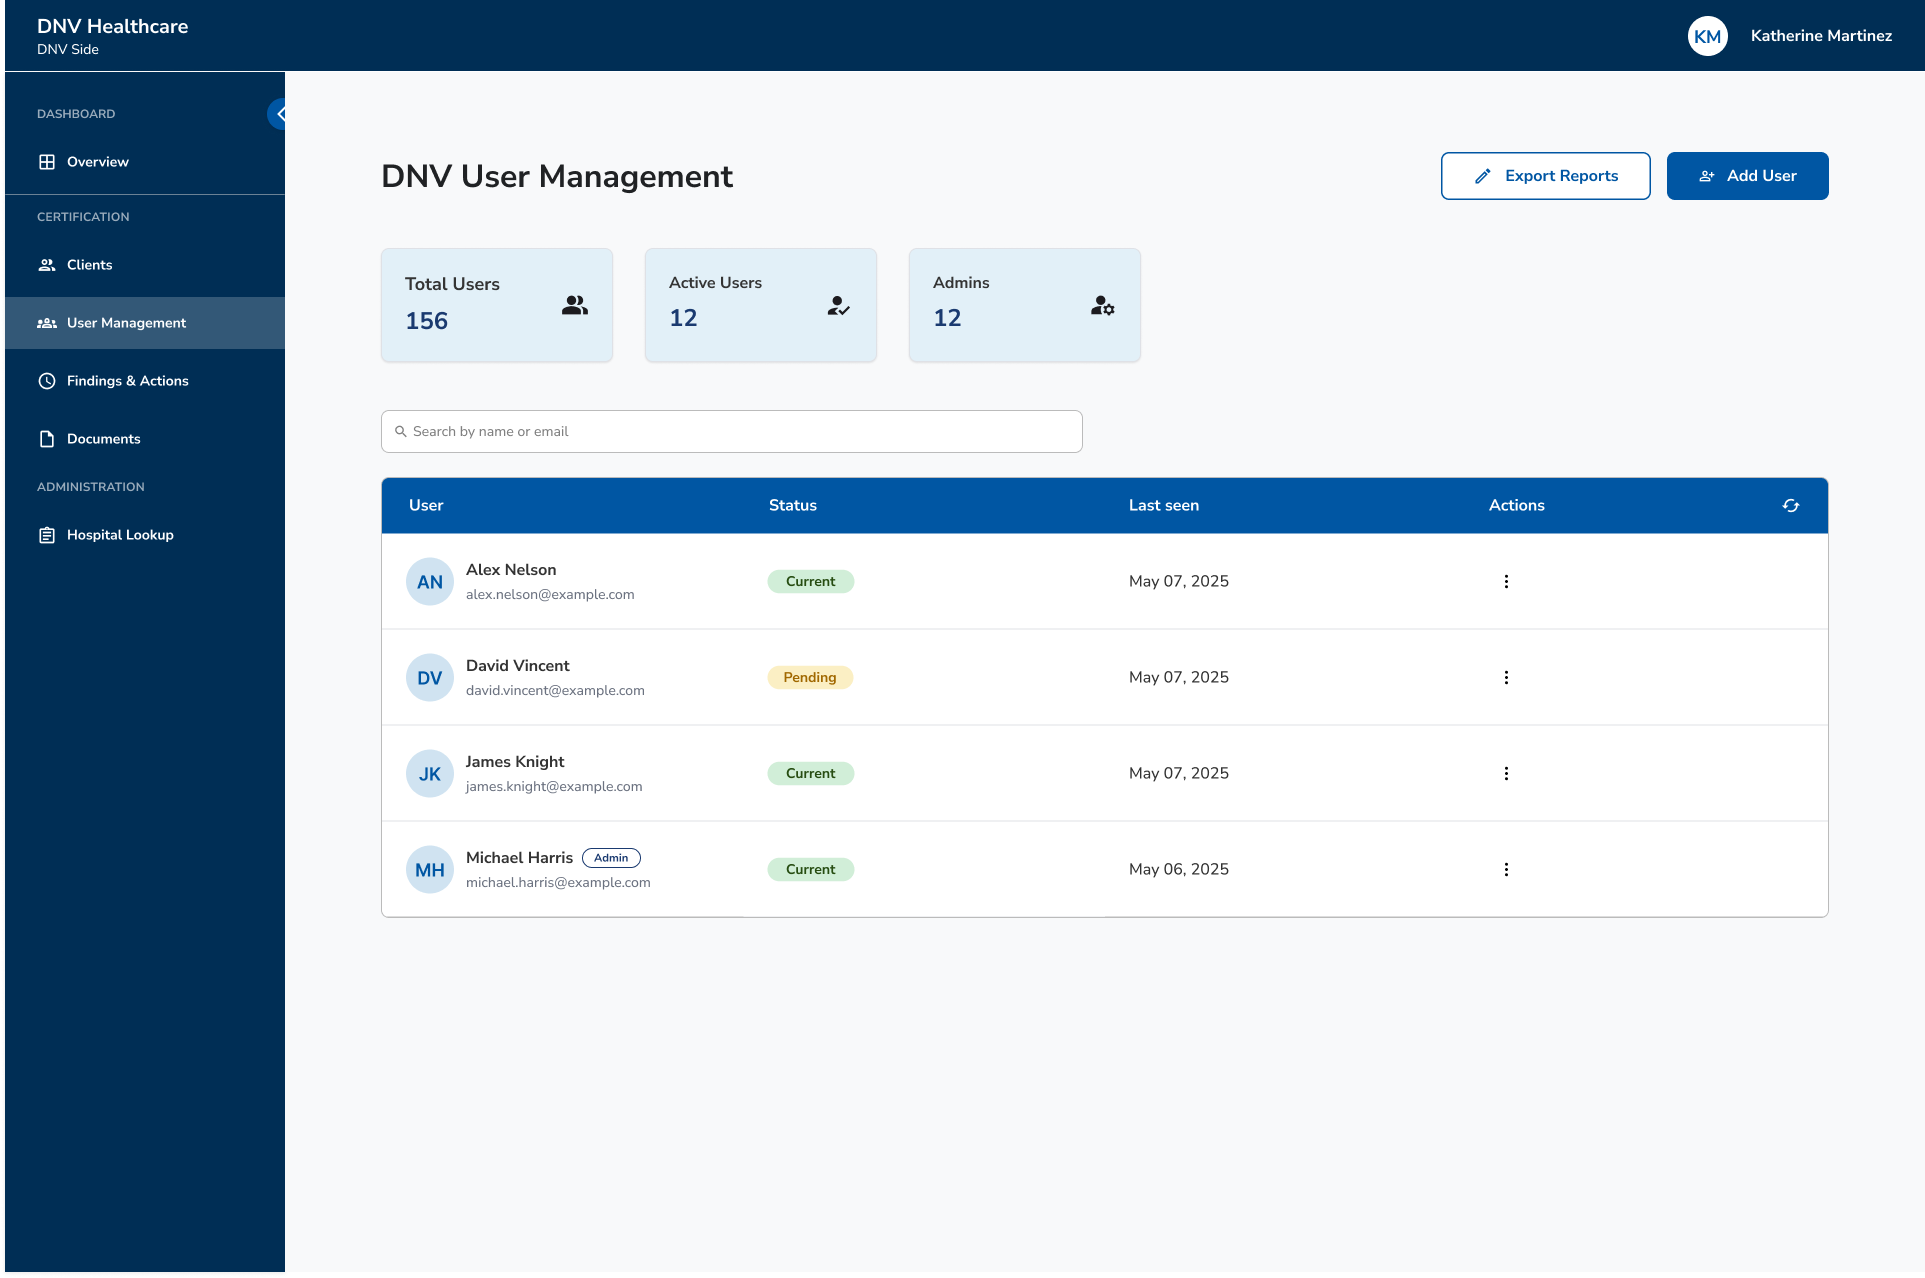 DNV Healthcare
DNV Side
KM
Katherine Martinez
DASHBOARD
Overview
CERTIFICATION
Clients
User Management
Findings & Actions
Documents
ADMINISTRATION
Hospital Lookup
DNV User Management
Export Reports
Add User
Total Users
156
Active Users
12
Admins
12
Search by name or email
User Status Last seen Actions
AN
Alex Nelson
alex.nelson@example.com
Current
May 07, 2025
DV
David Vincent
david.vincent@example.com
Pending
May 07, 2025
JK
James Knight
james.knight@example.com
Current
May 07, 2025
MH
Michael Harris Admin
michael.harris@example.com
Current
May 06, 2025